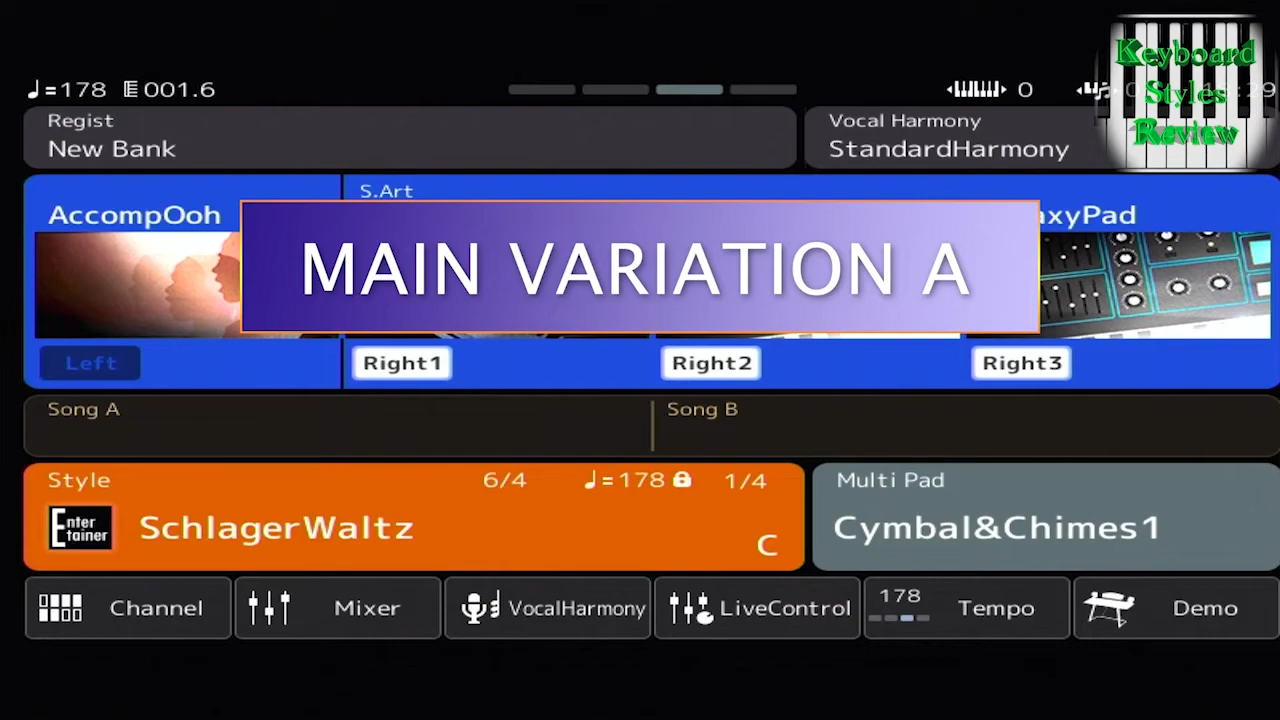 ♩=178 001.6
0
Keyboard
Styles
Review
Regist
New Bank
Vocal Harmony
StandardHarmony
AccompOoh
S.Art
MAIN VARIATION A
Left
Right1
Right2
Right3
Song A
Song B
Style
6/4
♩=178
1/4
Enter
tainer
SchlagerWaltz
C
Multi Pad
Cymbal&Chimes1
Channel
Mixer
VocalHarmony
LiveControl
178
Tempo
Demo